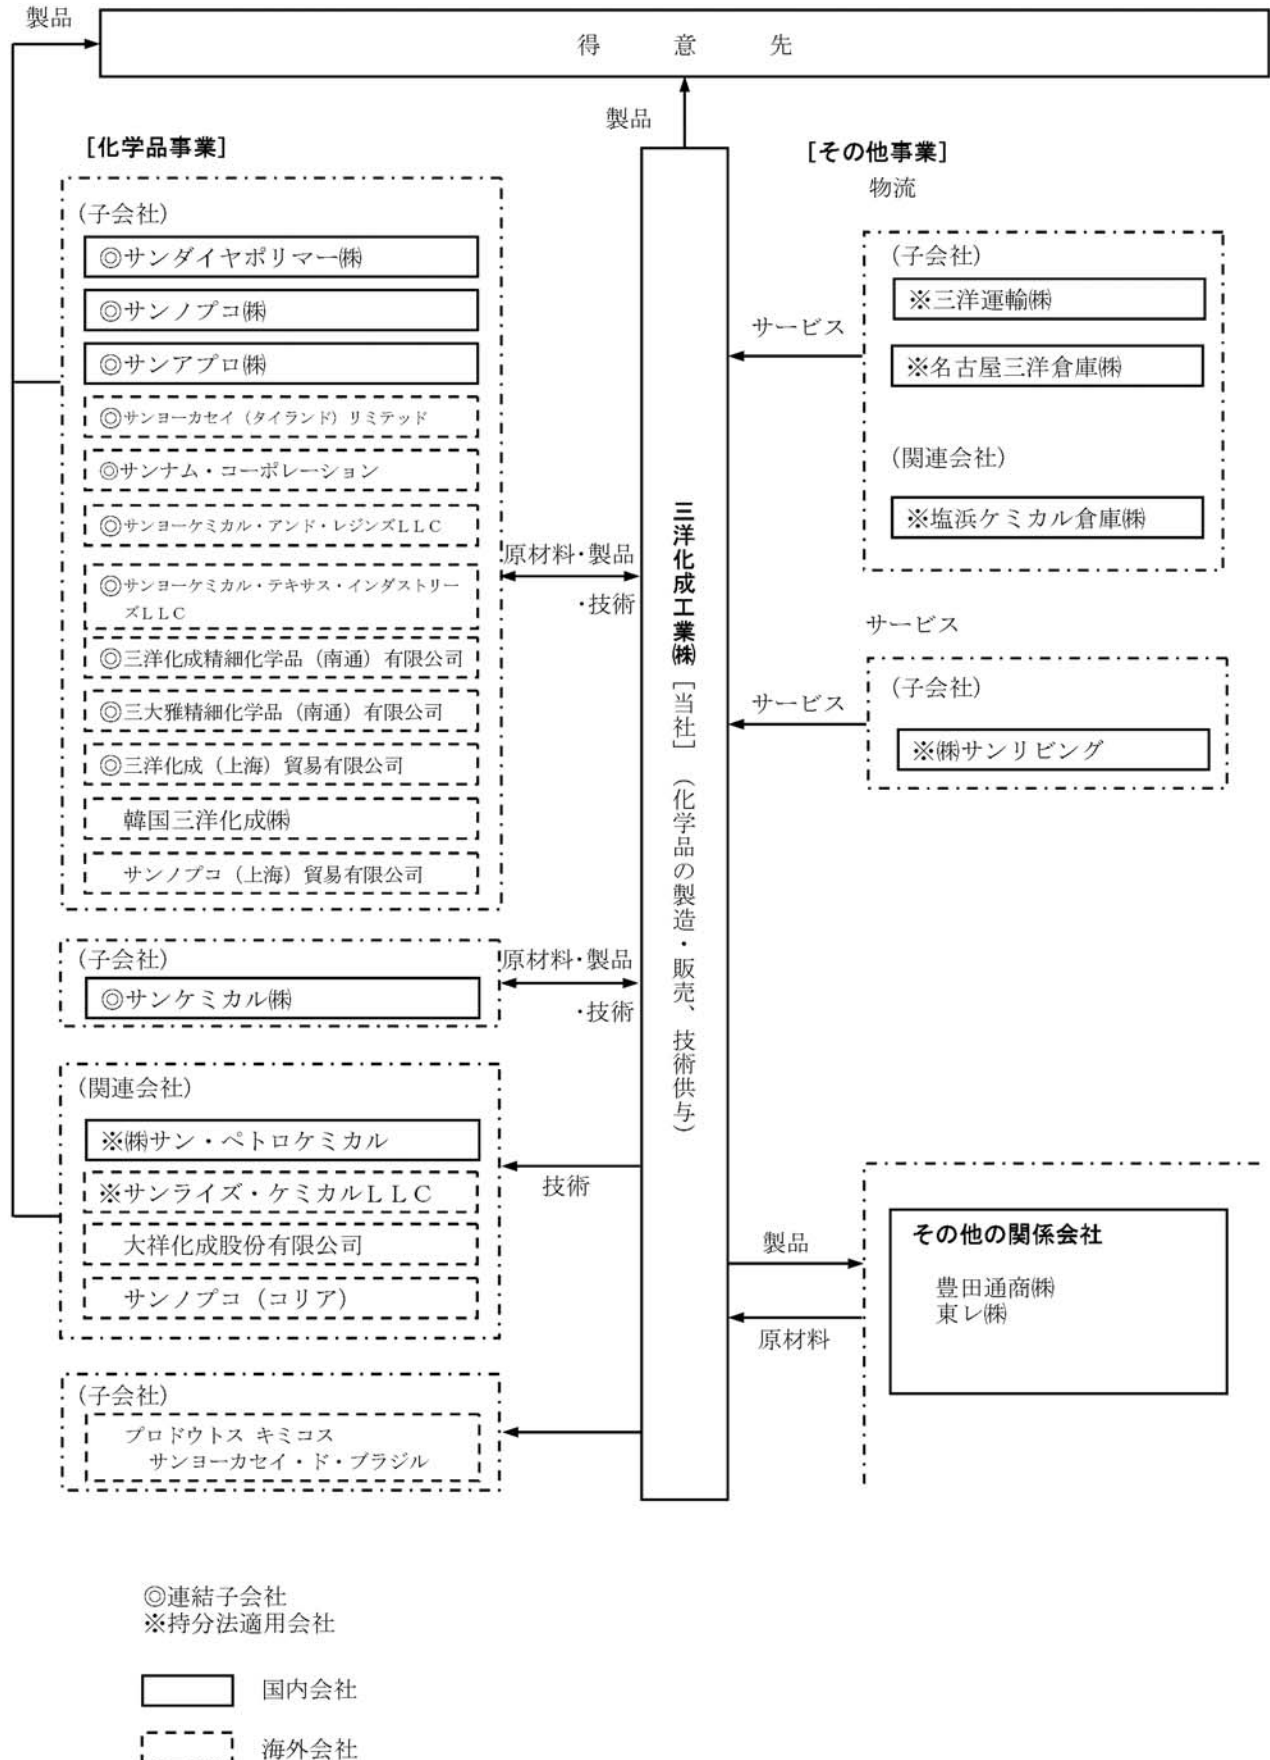 製品
得意先
製品
[化学品事業]
(子会社)
◎サンダイヤポリマー㈱
◎サンノプコ㈱
◎サンアプロ㈱
◎サンヨーカセイ（タイランド）リミテッド
◎サンナム・コーポレーション
◎サンヨーケミカル・アンド・レジンズLLC
◎サンヨーケミカル・テキサス・インダストリー
ズLLC
◎三洋化成精細化学品（南通）有限公司
◎三大雅精細化学品（南通）有限公司
◎三洋化成（上海）貿易有限公司
韓国三洋化成㈱
サンノプコ（上海）貿易有限公司
原材料・製品
・技術
(子会社)
◎サンケミカル㈱
原材料・製品
・技術
(関連会社)
※㈱サン・ペトロケミカル
※サンライズ・ケミカルLLC
大祥化成股份有限公司
サンノプコ（コリア）
技術
(子会社)
プロドウトス キミコス
サンヨーカセイ・ド・ブラジル
三洋化成工業㈱［当社］（化学品の製造・販売、技術供与）
[その他事業]
物流
(子会社)
※三洋運輸㈱
※名古屋三洋倉庫㈱
(関連会社)
※塩浜ケミカル倉庫㈱
サービス
サービス
(子会社)
※㈱サンリビング
サービス
その他の関係会社
豊田通商㈱
東レ㈱
製品
原材料
◎連結子会社
※持分法適用会社
国内会社
海外会社